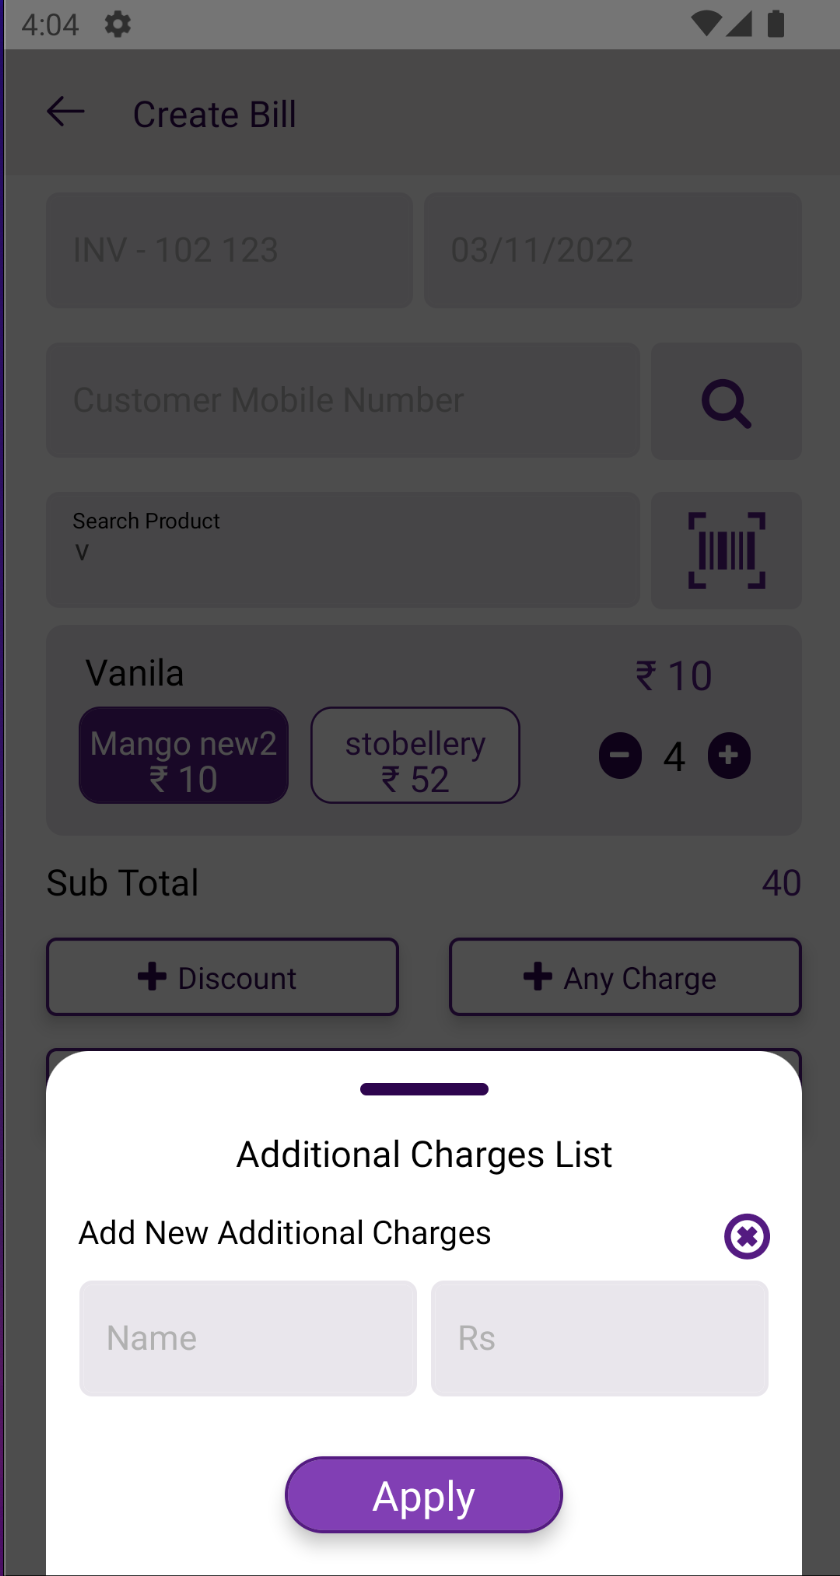 4:04
Create Bill
INV - 102 123
03/11/2022
Customer Mobile Number
Search Product
v
Vanila
₹ 10
Mango new2
₹ 10
stobellery
₹ 52
4
Sub Total
40
Discount
Any Charge
Additional Charges List
Add New Additional Charges
Name
Rs
Apply